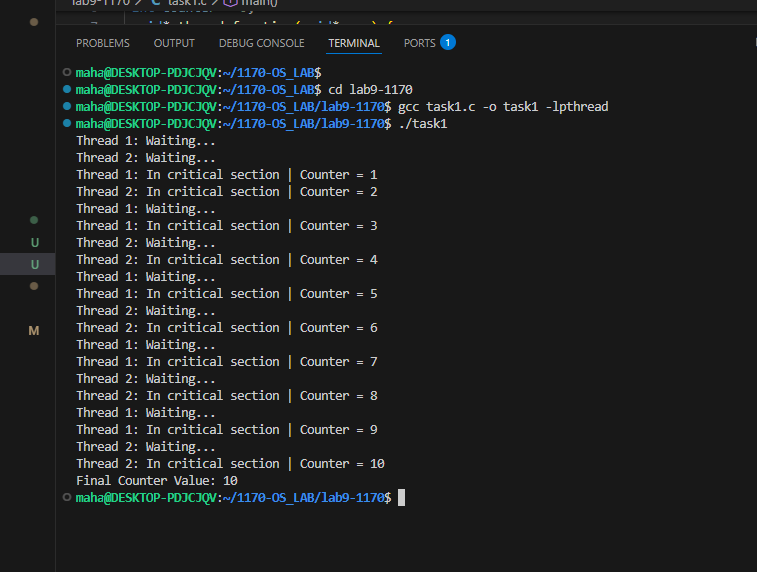 lab9-1170 > C task1.c > main()
PROBLEMS OUTPUT DEBUG CONSOLE TERMINAL PORTS 1
maha@DESKTOP-PDJCJQV:~/1170-OS_LAB$
maha@DESKTOP-PDJCJQV:~/1170-OS_LAB$ cd lab9-1170
maha@DESKTOP-PDJCJQV:~/1170-OS_LAB/lab9-1170$ gcc task1.c -o task1 -lpthread
maha@DESKTOP-PDJCJQV:~/1170-OS_LAB/lab9-1170$ ./task1
Thread 1: Waiting...
Thread 2: Waiting...
Thread 1: In critical section | Counter = 1
Thread 2: In critical section | Counter = 2
Thread 1: Waiting...
Thread 1: In critical section | Counter = 3
Thread 2: Waiting...
Thread 2: In critical section | Counter = 4
Thread 1: Waiting...
Thread 1: In critical section | Counter = 5
Thread 2: Waiting...
Thread 2: In critical section | Counter = 6
Thread 1: Waiting...
Thread 1: In critical section | Counter = 7
Thread 2: Waiting...
Thread 2: In critical section | Counter = 8
Thread 1: Waiting...
Thread 1: In critical section | Counter = 9
Thread 2: Waiting...
Thread 2: In critical section | Counter = 10
Final Counter Value: 10
maha@DESKTOP-PDJCJQV:~/1170-OS_LAB/lab9-1170$
U
U
M